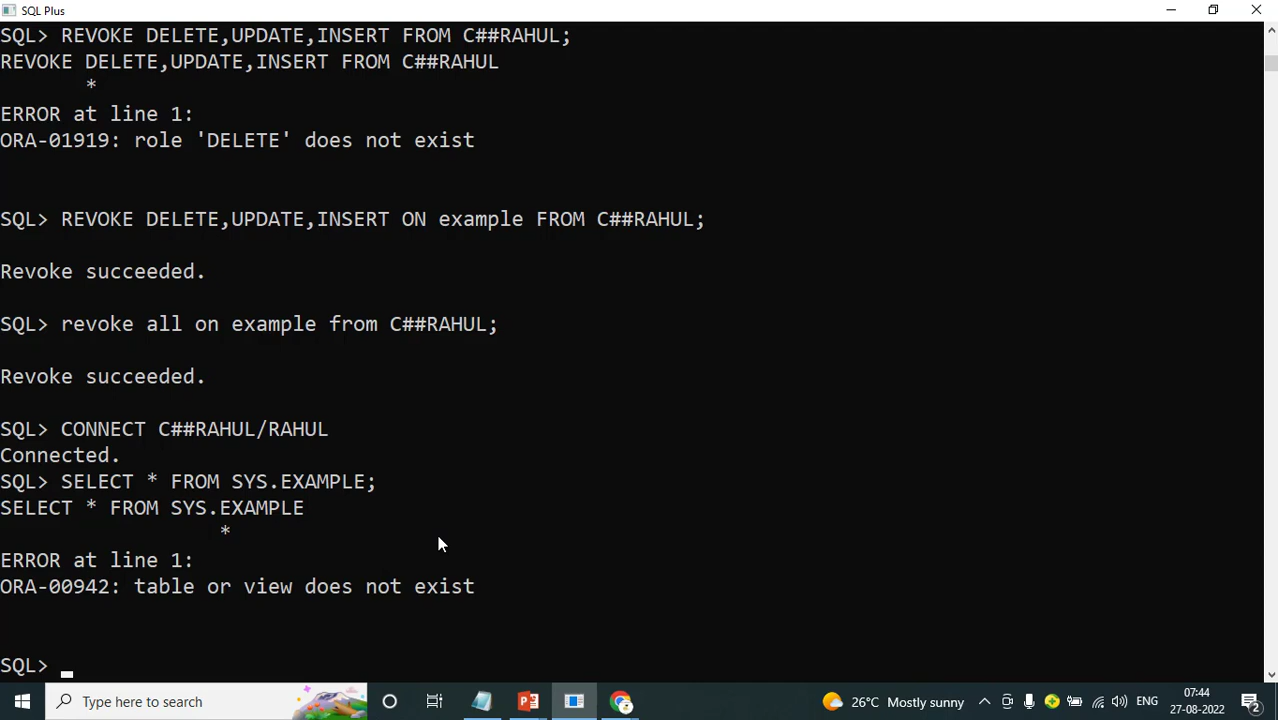 SQL Plus
SQL> REVOKE DELETE,UPDATE,INSERT FROM C##RAHUL;
REVOKE DELETE,UPDATE,INSERT FROM C##RAHUL
*
ERROR at line 1:
ORA-01919: role 'DELETE' does not exist
SQL> REVOKE DELETE,UPDATE,INSERT ON example FROM C##RAHUL;
Revoke succeeded.
SQL> revoke all on example from C##RAHUL;
Revoke succeeded.
SQL> CONNECT C##RAHUL/RAHUL
Connected.
SQL> SELECT * FROM SYS.EXAMPLE;
SELECT * FROM SYS.EXAMPLE
*
ERROR at line 1:
ORA-00942: table or view does not exist
SQL>
Type here to search
26°C Mostly sunny
ENG
07:44
27-08-2022
2